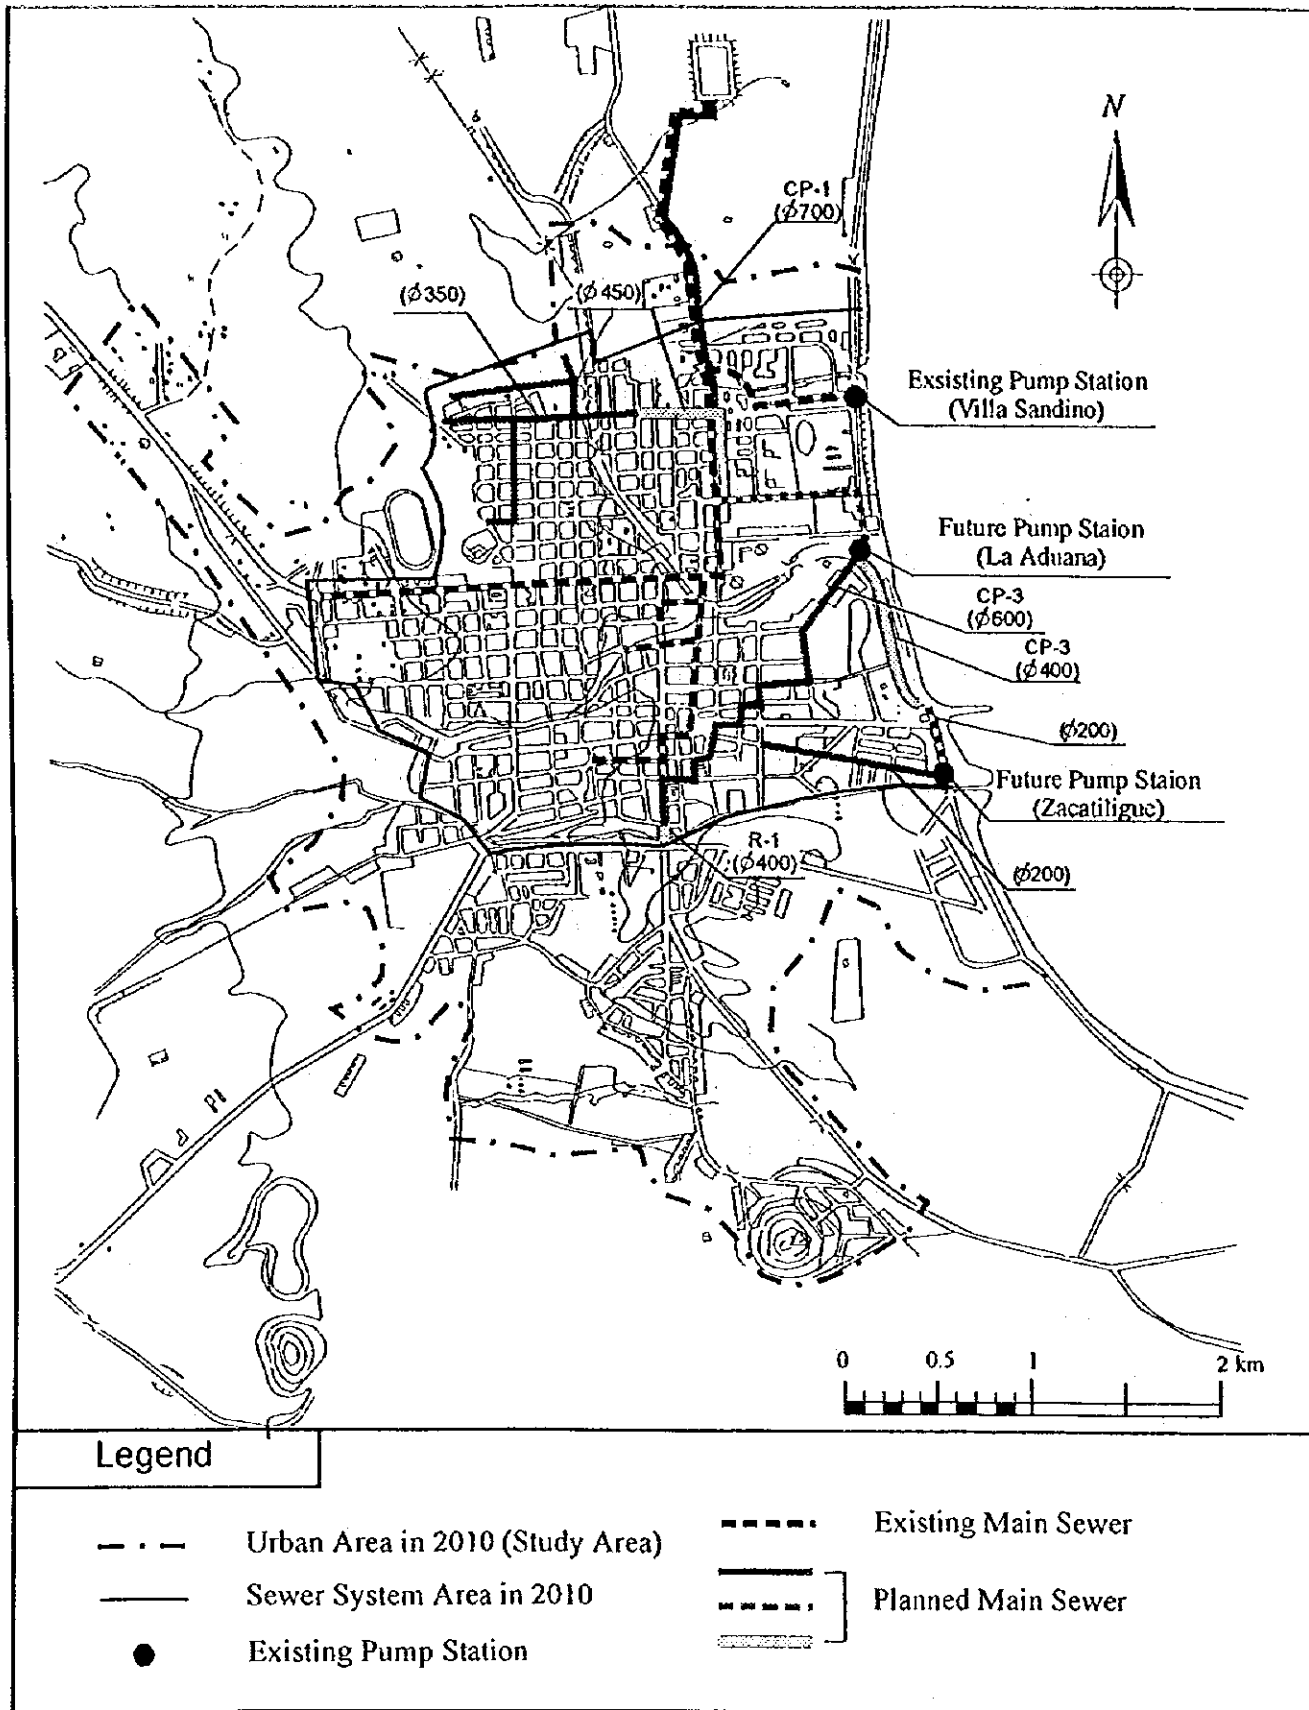 N
CP-1
(ϕ700)
(ϕ350)
(ϕ450)
Exsisting Pump Station
(Villa Sandino)
Future Pump Staion
(La Aduana)
CP-3
(ϕ600)
CP-3
(ϕ400)
(ϕ200)
Future Pump Staion
(Zacatiligue)
R-1
(ϕ400)
(ϕ200)
0 0.5 1 2 km
Legend
Urban Area in 2010 (Study Area)
Sewer System Area in 2010
Existing Pump Station
Existing Main Sewer
Planned Main Sewer